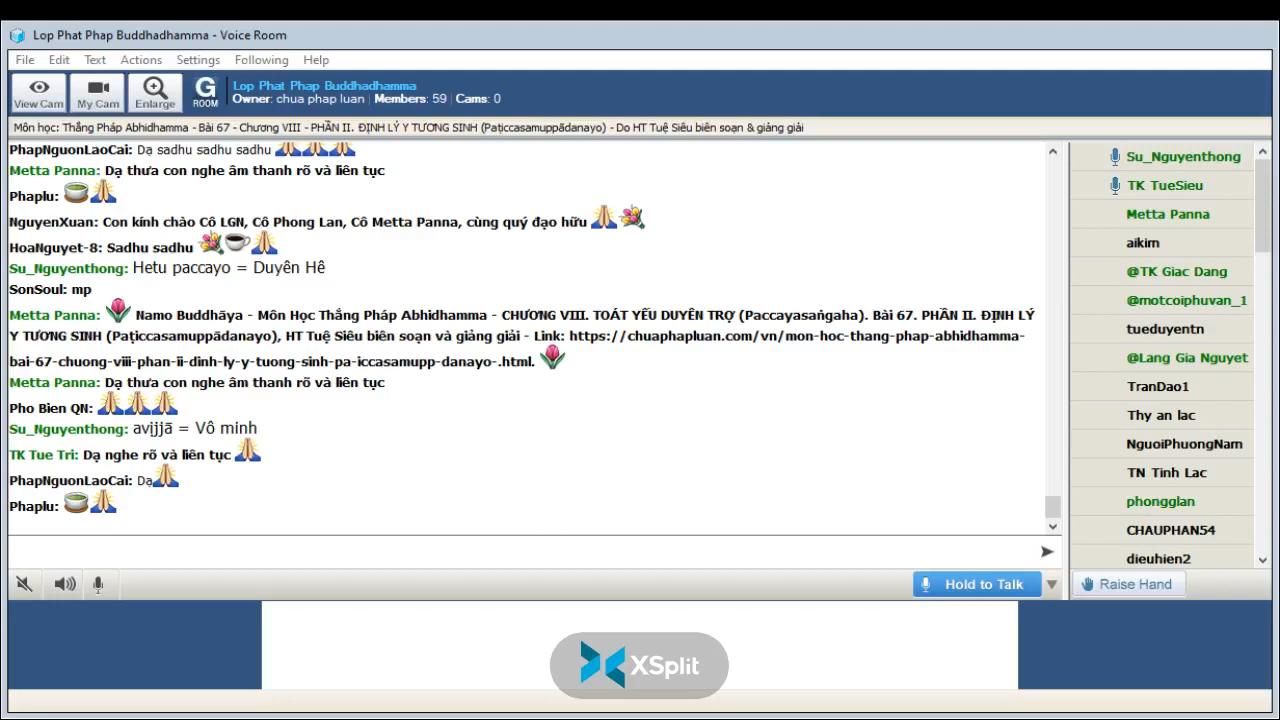 Lop Phat Phap Buddhadhamma - Voice Room
File Edit Text Actions Settings Following Help
View Cam My Cam Enlarge G ROOM
Lop Phat Phap Buddhadhamma
Owner: chua phap luan | Members: 59 | Cams: 0
Môn học: Thắng Pháp Abhidhamma - Bài 67 - Chương VIII - PHẦN II. ĐỊNH LÝ Y TƯƠNG SINH (Paṭiccasamuppādanayo) - Do HT Tuệ Siêu biên soạn & giảng giải
PhapNguonLaoCai: Dạ sadhu sadhu sadhu
Metta Panna: Dạ thưa con nghe âm thanh rõ và liên tục
Phaplu:
NguyenXuan: Con kính chào Cô LGN, Cô Phong Lan, Cô Metta Panna, cùng quý đạo hữu
HoaNguyet-8: Sadhu sadhu
Su_Nguyenthong: Hetu paccayo = Duyên Hê
SonSoul: mp
Metta Panna: Namo Buddhāya - Môn Học Thắng Pháp Abhidhamma - CHƯƠNG VIII. TOÁT YẾU DUYÊN TRỢ (Paccayasaṅgaha). Bài 67. PHẦN II. ĐỊNH LÝ
Y TƯƠNG SINH (Paṭiccasamuppādanayo), HT Tuệ Siêu biên soạn và giảng giải - Link: https://chuaphapluan.com/vn/mon-hoc-thang-phap-abhidhamma-
bai-67-chuong-viii-phan-ii-dinh-ly-y-tuong-sinh-pa-iccasamupp-danayo-.html.
Metta Panna: Dạ thưa con nghe âm thanh rõ và liên tục
Pho Bien QN:
Su_Nguyenthong: avijjā = Vô minh
TK Tue Tri: Dạ nghe rõ và liên tục
PhapNguonLaoCai: Dạ
Phaplu:
Su_Nguyenthong
TK TueSieu
Metta Panna
aikim
@TK Giac Dang
@motcoiphuvan_1
tueduyentn
@Lang Gia Nguyet
TranDao1
Thy an lac
NguoiPhuongNam
TN Tinh Lac
phongglan
CHAUPHAN54
dieuhien2
Hold to Talk
Raise Hand
XSplit